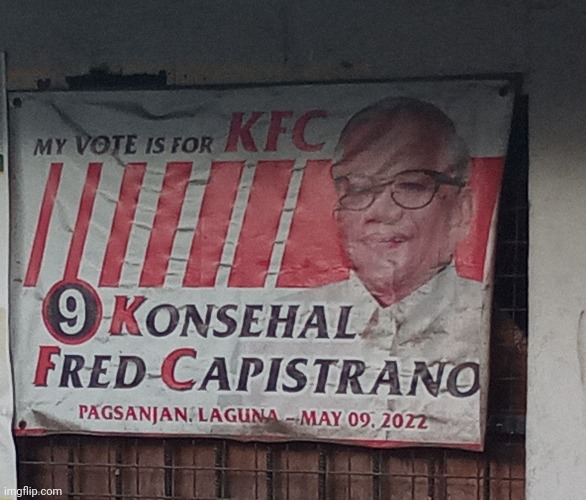 MY VOTE IS FOR KFC
9 KONSEHAL
FRED CAPISTRANO
PAGSANJAN, LAGUNA - MAY 09, 2022
imgflip.com